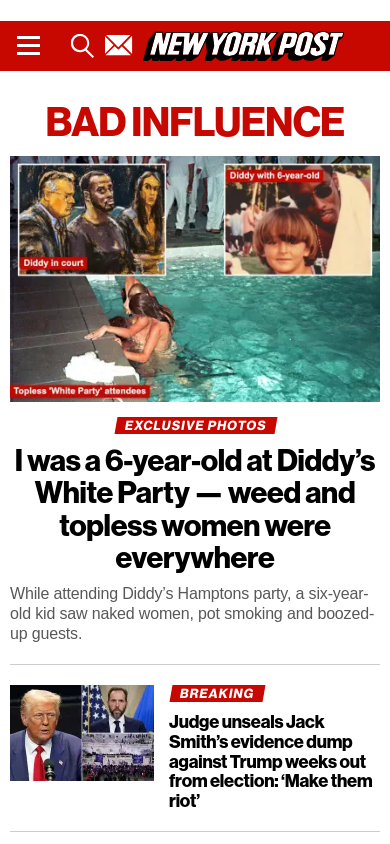 NEW YORK POST
BAD INFLUENCE
Diddy with 6-year-old
Diddy in court
Topless 'White Party' attendees
EXCLUSIVE PHOTOS
I was a 6-year-old at Diddy’s
White Party — weed and
topless women were
everywhere
While attending Diddy’s Hamptons party, a six-year-
old kid saw naked women, pot smoking and boozed-
up guests.
BREAKING
Judge unseals Jack
Smith’s evidence dump
against Trump weeks out
from election: ‘Make them
riot’